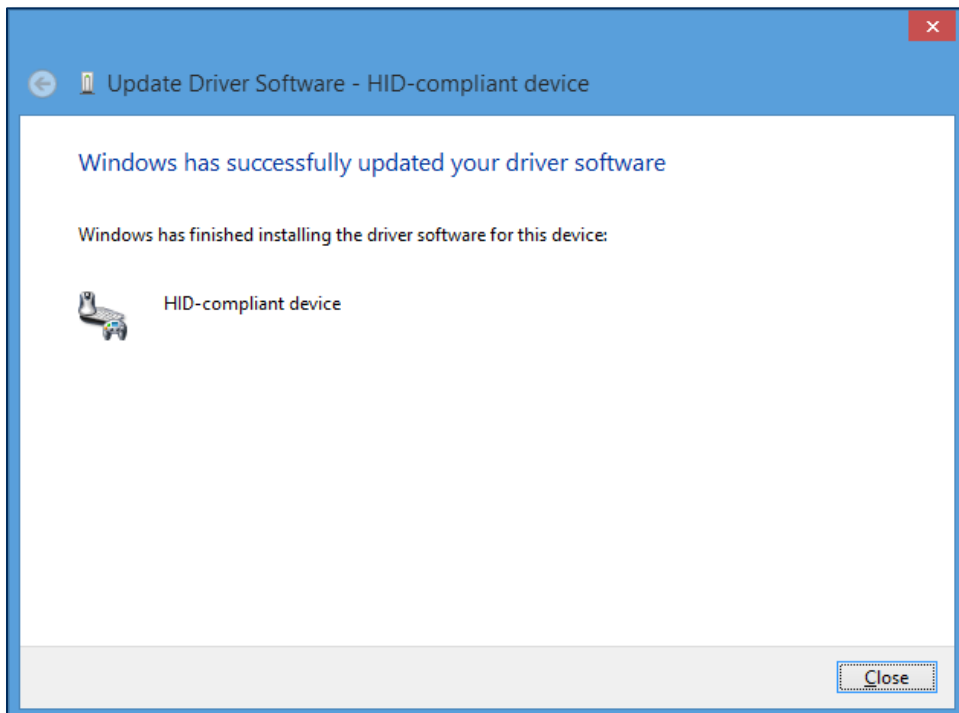 Update Driver Software - HID-compliant device
Windows has successfully updated your driver software
Windows has finished installing the driver software for this device:
HID-compliant device
Close